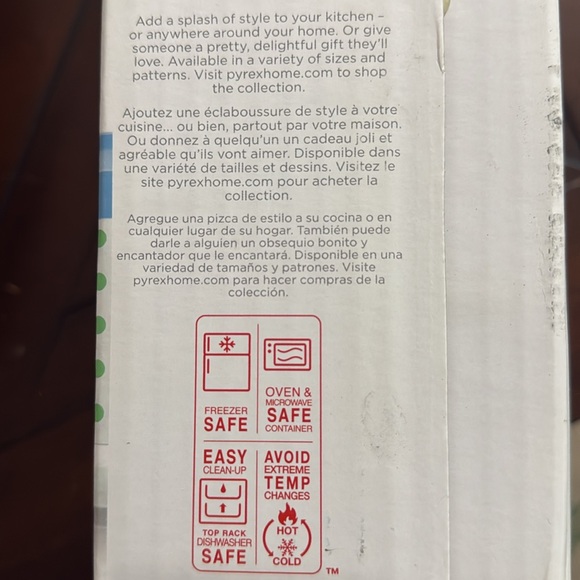 Add a splash of style to your kitchen –
or anywhere around your home. Or give
someone a pretty, delightful gift they'll
love. Available in a variety of sizes and
patterns. Visit pyrexhome.com to shop
the collection.
Ajoutez une éclaboussure de style à votre
cuisine... ou bien, partout par votre maison.
Ou donnez à quelqu'un un cadeau joli et
agréable qu'ils vont aimer. Disponible dans
une variété de tailles et dessins. Visitez le
site pyrexhome.com pour acheter la
collection.
Agregue una pizca de estilo a su cocina o en
cualquier lugar de su hogar. También puede
darle a alguien un obsequio bonito y
encantador que le encantará. Disponible en una
variedad de tamaños y patrones. Visite
pyrexhome.com para hacer compras de la
colección.
FREEZER
SAFE
OVEN &
MICROWAVE
SAFE
CONTAINER
EASY
CLEAN-UP
TOP RACK
DISHWASHER
SAFE
AVOID
EXTREME
TEMP
CHANGES
HOT
COLD
TM